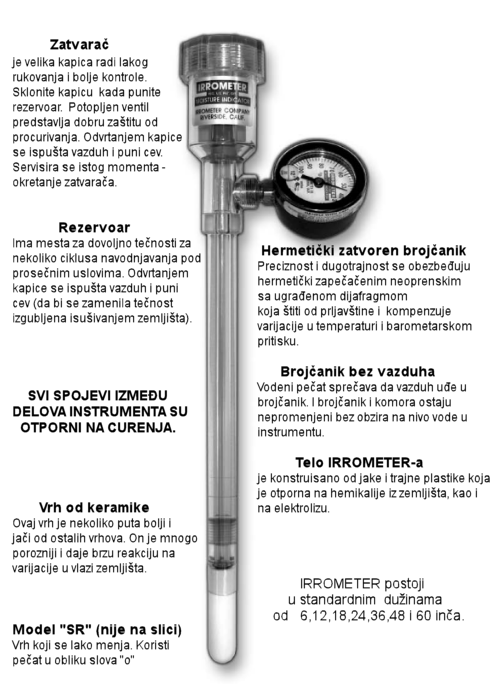 Zatvarač
je velika kapica radi lakog
rukovanja i bolje kontrole.
Sklonite kapicu kada punite
rezervoar. Potopljen ventil
predstavlja dobru zaštitu od
procurivanja. Odvrtanjem kapice
se ispušta vazduh i puni cev.
Servisira se istog momenta -
okretanje zatvarača.
IRROMETER
MOISTURE INDICATOR
IRROMETER COMPANY
RIVERSIDE, CALIF.
Rezervoar
Ima mesta za dovoljno tečnosti za
nekoliko ciklusa navodnjavanja pod
prosečnim uslovima. Odvrtanjem
kapice se ispušta vazduh i puni
cev (da bi se zamenila tečnost
izgubljena isušivanjem zemljišta).
Hermetički zatvoren brojčanik
Preciznost i dugotrajnost se obezbeđuju
hermetički zapečaćenim neoprenskim
sa ugrađenom dijafragmom
koja štiti od prljavštine i kompenzuje
varijacije u temperaturi i barometarskom
pritisku.
Brojčanik bez vazduha
Vodeni pečat sprečava da vazduh uđe u
brojčanik. I brojčanik i komora ostaju
nepromenjeni bez obzira na nivo vode u
instrumentu.
SVI SPOJEVI IZMEĐU
DELOVA INSTRUMENTA SU
OTPORNI NA CURENJA.
Telo IRROMETER-a
je konstruisano od jake i trajne plastike koja
je otporna na hemikalije iz zemljišta, kao i
na elektrolizu.
Vrh od keramike
Ovaj vrh je nekoliko puta bolji i
jači od ostalih vrhova. On je mnogo
porozniji i daje brzu reakciju na
varijacije u vlazi zemljišta.
IRROMETER postoji
u standardnim dužinama
od 6,12,18,24,36,48 i 60 inča.
Model "SR" (nije na slici)
Vrh koji se lako menja. Koristi
pečat u obliku slova "o"